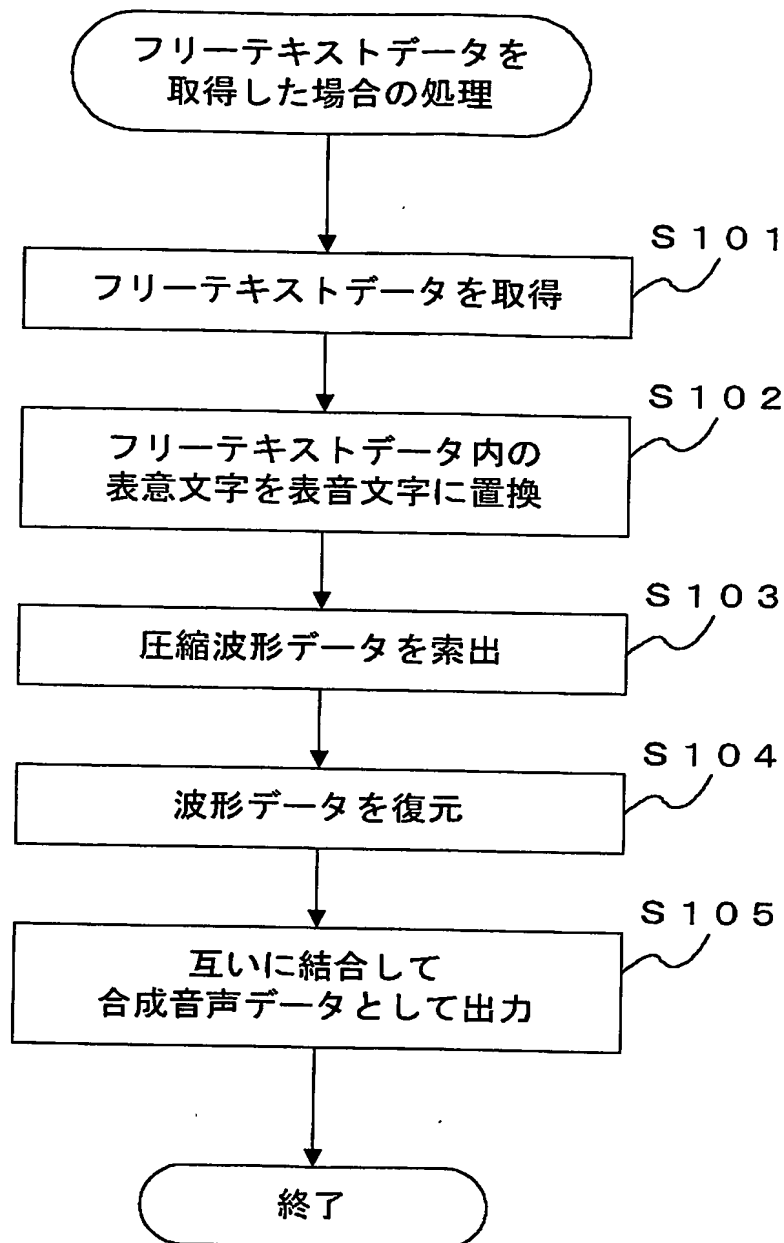 フリーテキストデータを
取得した場合の処理
S101
フリーテキストデータを取得
S102
フリーテキストデータ内の
表意文字を表音文字に置換
S103
圧縮波形データを索出
S104
波形データを復元
S105
互いに結合して
合成音声データとして出力
終了